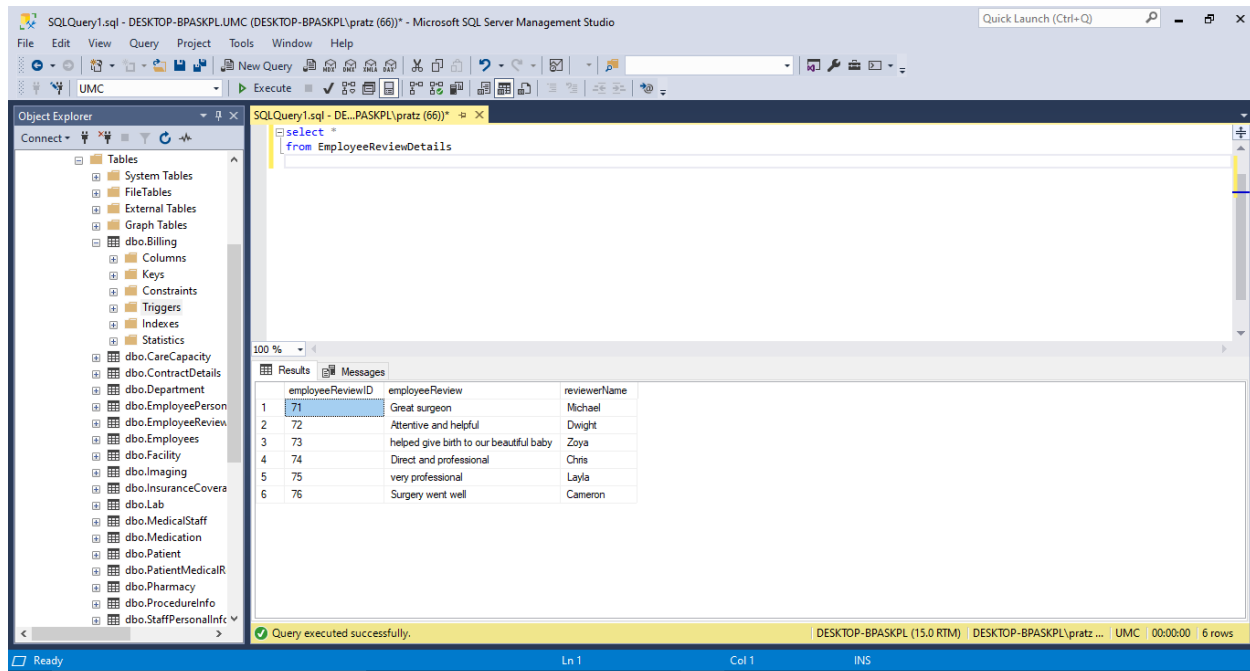 SQLQuery1.sql - DESKTOP-BPASKPL.UMC (DESKTOP-BPASKPL\pratz (66))* - Microsoft SQL Server Management Studio
Quick Launch (Ctrl+Q)
File Edit View Query Project Tools Window Help
New Query
UMC
Execute
Object Explorer
SQLQuery1.sql - DE...PASKPL\pratz (66))*
Connect
Tables
System Tables
FileTables
External Tables
Graph Tables
dbo.Billing
Columns
Keys
Constraints
Triggers
Indexes
Statistics
dbo.CareCapacity
dbo.ContractDetails
dbo.Department
dbo.EmployeePerson
dbo.EmployeeReview
dbo.Employees
dbo.Facility
dbo.Imaging
dbo.InsuranceCovera
dbo.Lab
dbo.MedicalStaff
dbo.Medication
dbo.Patient
dbo.PatientMedicalR
dbo.Pharmacy
dbo.ProcedureInfo
dbo.StaffPersonalInfo
select *
from EmployeeReviewDetails
100 %
Results Messages
employeeReviewID employeeReview reviewerName
1 71 Great surgeon Michael
2 72 Attentive and helpful Dwight
3 73 helped give birth to our beautiful baby Zoya
4 74 Direct and professional Chris
5 75 very professional Layla
6 76 Surgery went well Cameron
Query executed successfully.
DESKTOP-BPASKPL (15.0 RTM) DESKTOP-BPASKPL\pratz ... UMC 00:00:00 6 rows
Ready Ln 1 Col 1 INS